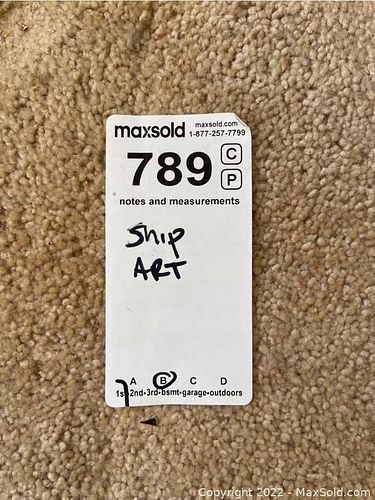 maxsold maxsold.com
1-877-257-7799
789 C
P
notes and measurements
Ship
ART
A B C D
1st-2nd-3rd-bsmt-garage-outdoors
Copyright 2022 - MaxSold.com